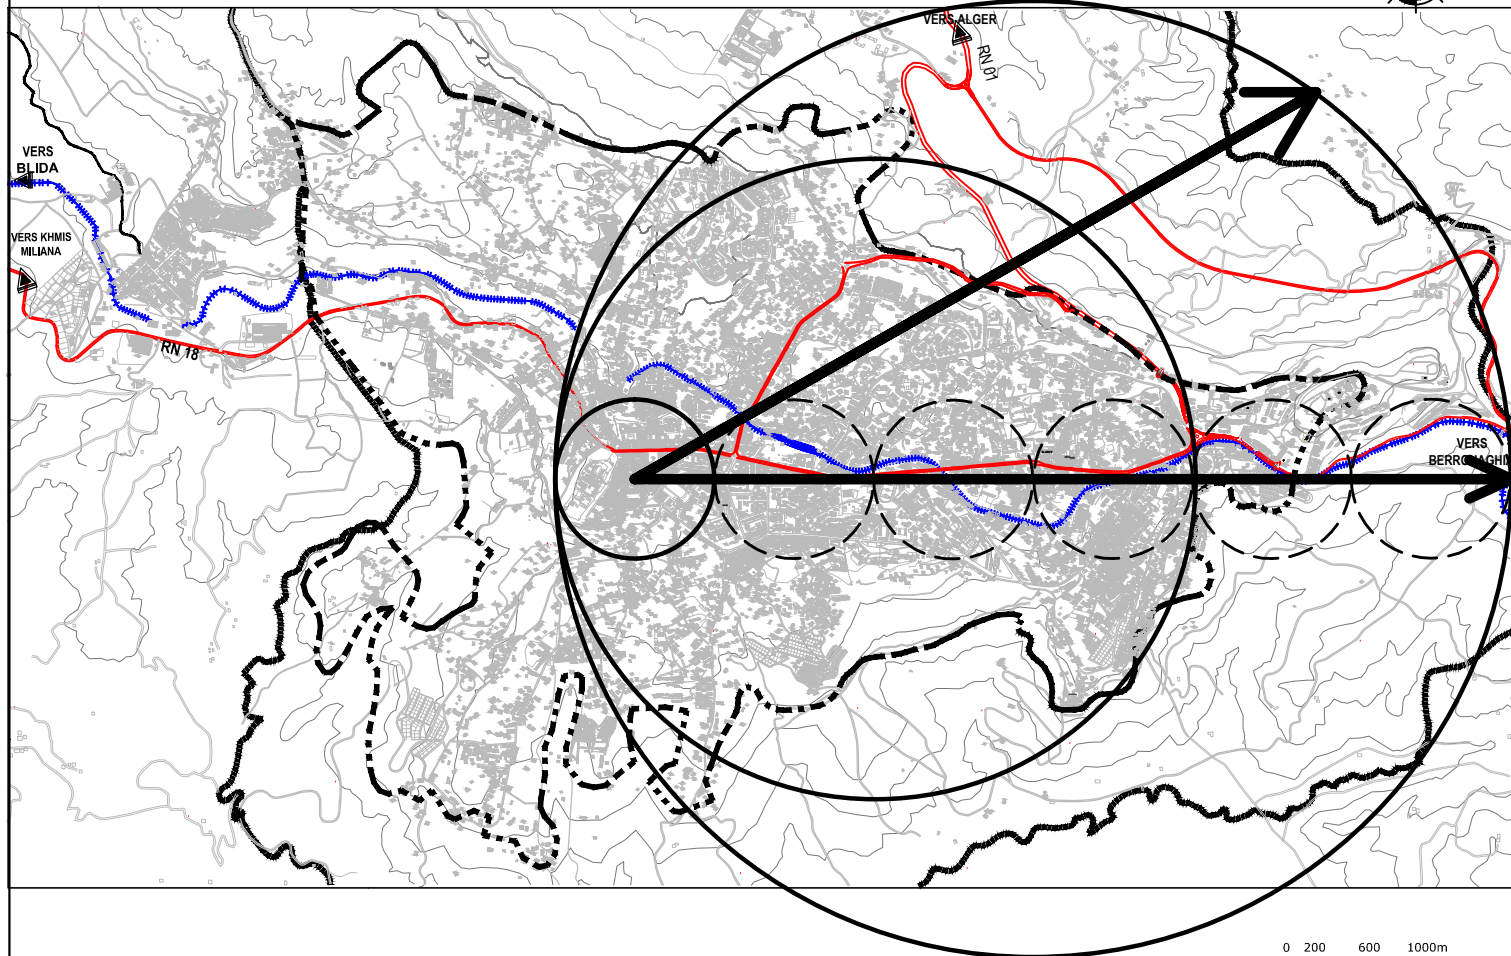 VERS ALGER
RN 01
VERS
BLIDA
VERS KHMIS
MILIANA
RN 18
VERS
0 200 600 1000m